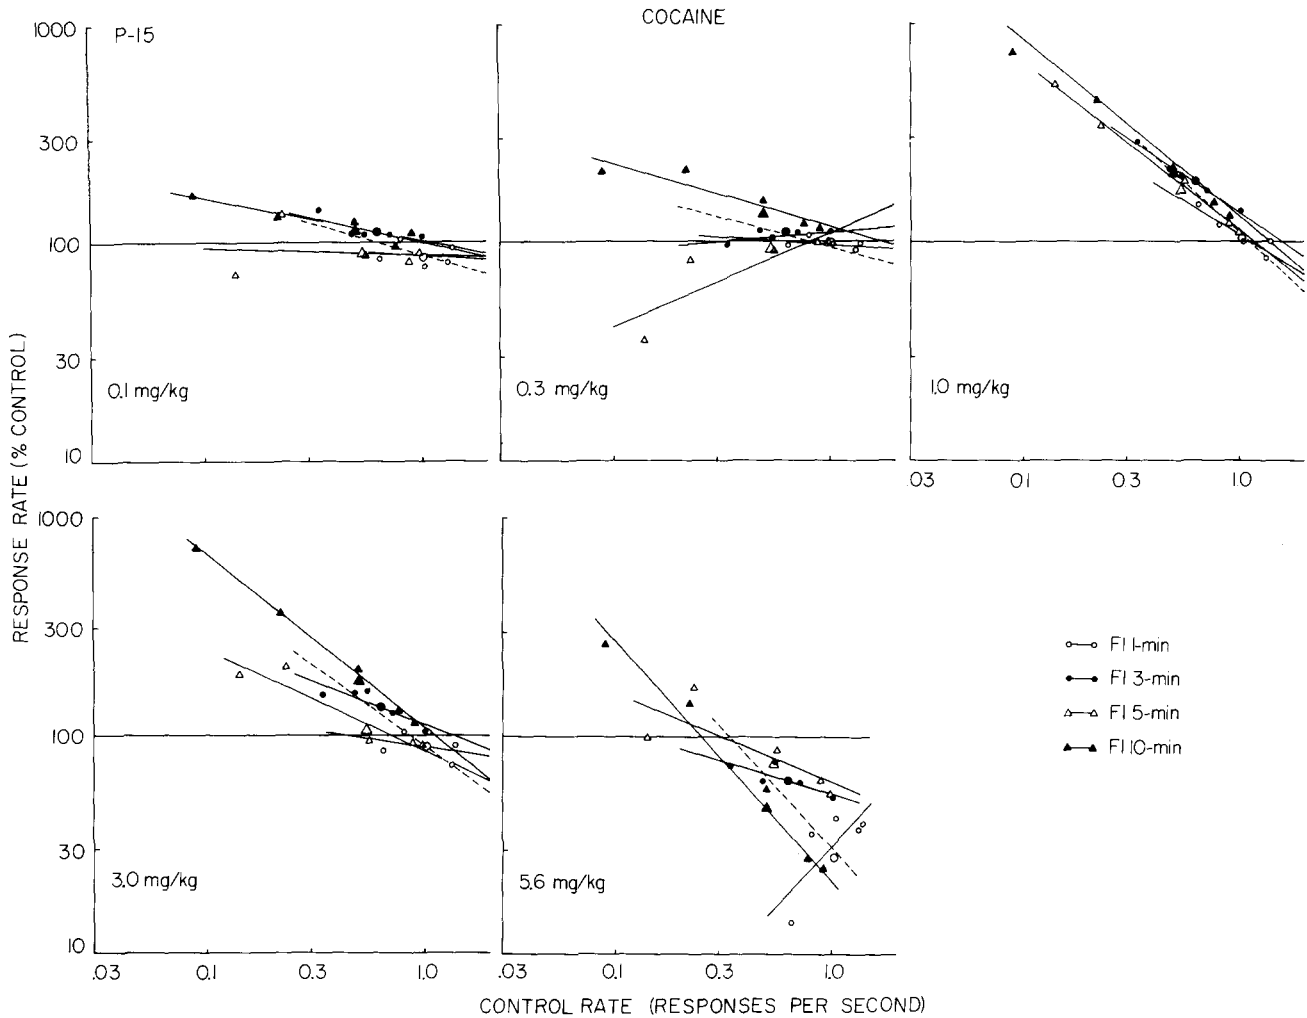 COCAINE
P-15
1000
300
100
30
10
0.1 mg/kg
0.3 mg/kg
1.0 mg/kg
.03 0.1 0.3 1.0
RESPONSE RATE (% CONTROL)
1000
300
100
30
10
3.0 mg/kg
5.6 mg/kg
.03 0.1 0.3 1.0
.03 0.1 0.3 1.0
FI 1-min
FI 3-min
FI 5-min
FI 10-min
CONTROL RATE (RESPONSES PER SECOND)